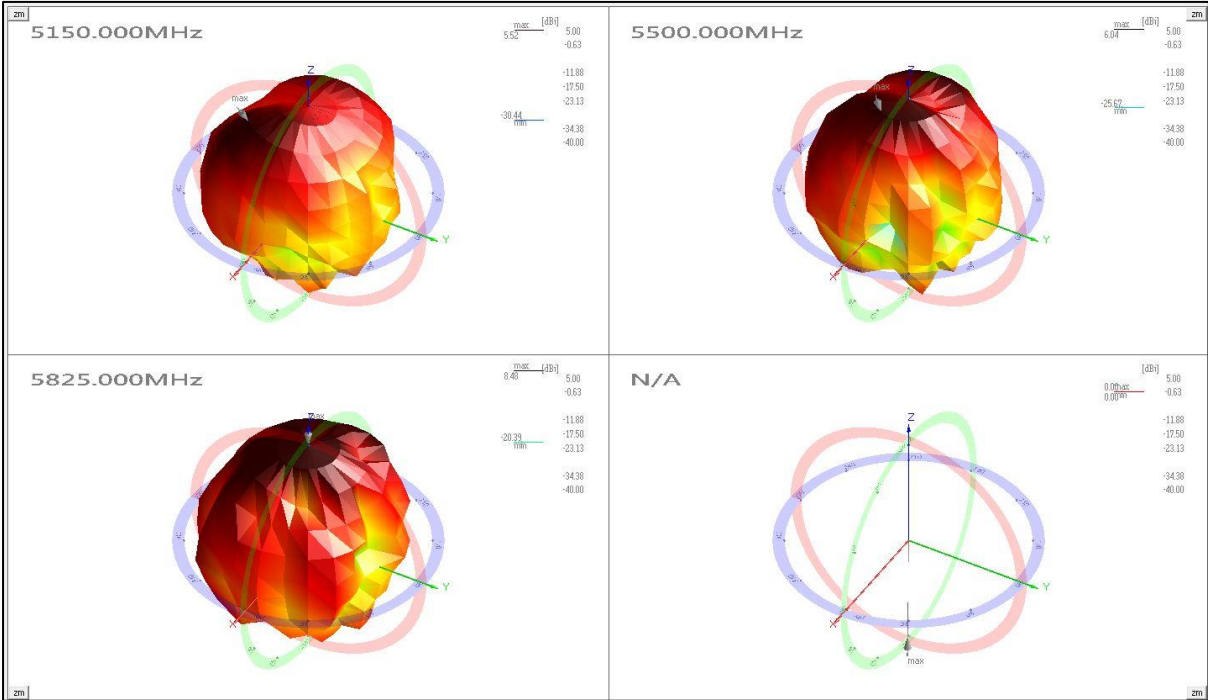 zm
5150.000MHz
max [dBi]
5.52
5.00
-0.63
-11.88
-17.50
-23.13
-30.44
min
-34.38
-40.00
max
Z
X
Y
zm
5500.000MHz
max [dBi]
6.04
5.00
-0.63
-11.88
-17.50
-23.13
-25.67
min
-34.38
-40.00
max
Z
X
Y
5825.000MHz
max [dBi]
8.48
5.00
-0.63
-11.88
-17.50
-23.13
-20.39
min
-34.38
-40.00
max
Z
X
Y
zm
N/A
[dBi]
0.00 max
0.00 min
5.00
-0.63
-11.88
-17.50
-23.13
-34.38
-40.00
Z
X
Y
max
zm